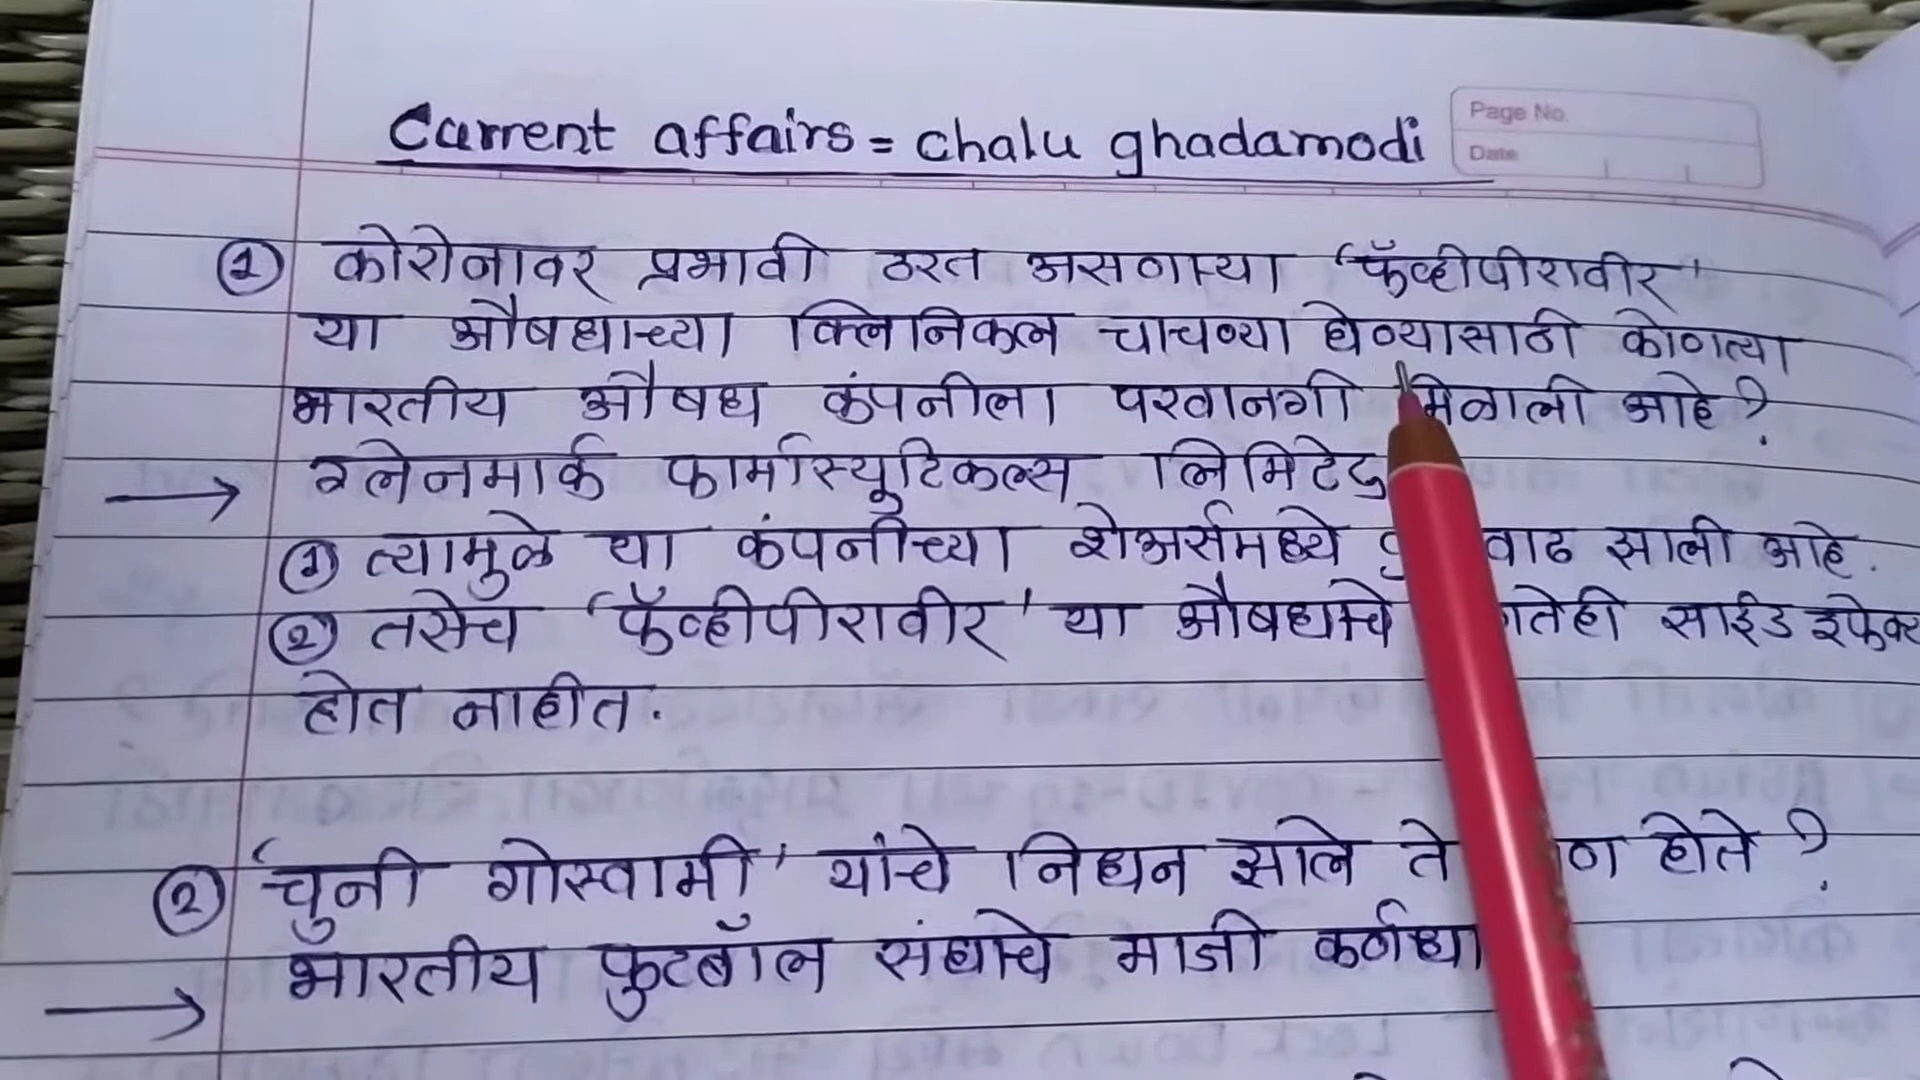 Current affairs = chalu ghadamodi
Page No.
Date
① कोरोनावर प्रभावी ठरत असणाऱ्या 'फॅव्हीपीरावीर'
या औषधाच्या क्लिनिकल चाचण्या घेण्यासाठी कोणत्या
भारतीय औषध कंपनीला परवानगी मिळाली आहे?
→ ग्लेनमार्क फार्मास्युटिकल्स लिमिटेड
① त्यामुळे या कंपनीच्या शेअर्समध्ये वाढ झाली आहे.
② तसेच 'फॅव्हीपीरावीर' या औषधाचे साईड इफेक्ट
होत नाहीत.
② 'चुनी गोस्वामी' यांचे निधन झाले ते होते?
→ भारतीय फुटबॉल संघाचे माजी